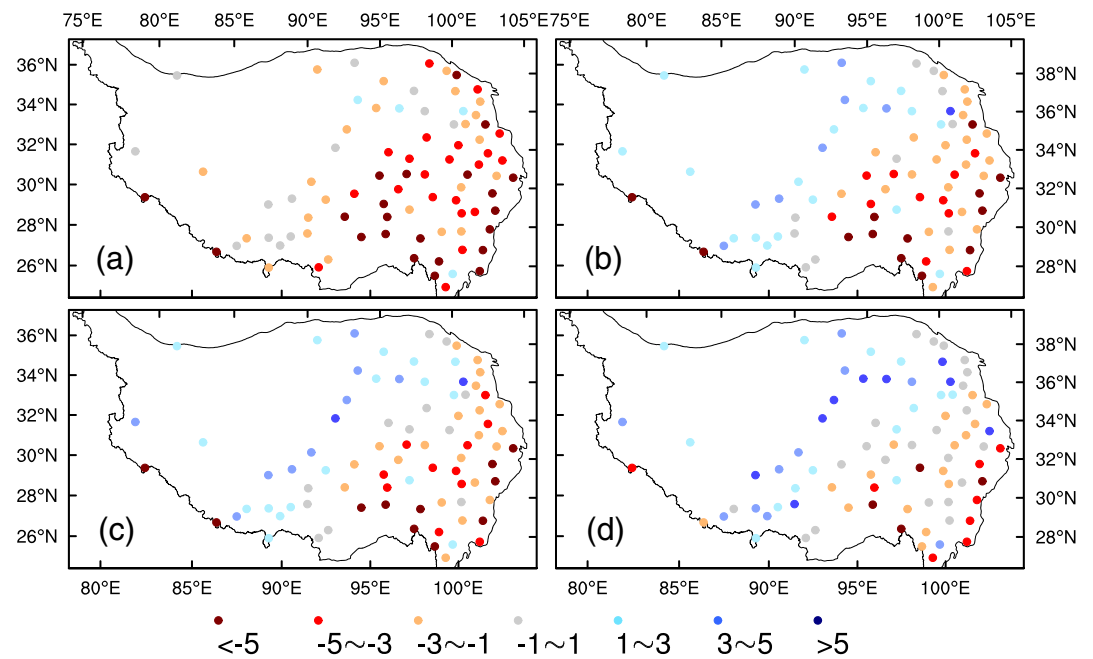 75°E 80°E 85°E 90°E 95°E 100°E 105°E 75°E 80°E 85°E 90°E 95°E 100°E 105°E
36°N 38°N
34°N 36°N
32°N 34°N
30°N 32°N
28°N 30°N
26°N (a) (b) 28°N
36°N 38°N
34°N 36°N
32°N 34°N
30°N 32°N
28°N 30°N
26°N (c) (d) 28°N
80°E 85°E 90°E 95°E 100°E 80°E 85°E 90°E 95°E 100°E
<-5 -5~-3 -3~-1 -1~1 1~3 3~5 >5